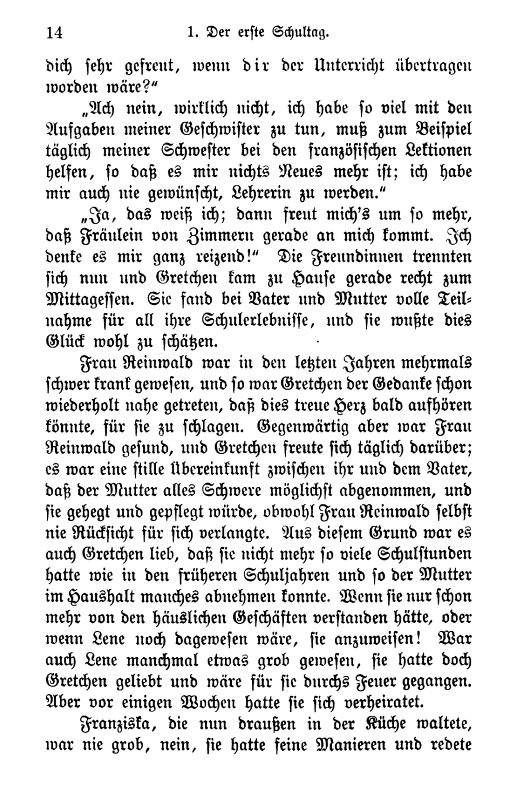 14 1. Der erste Schultag.
dich sehr gefreut, wenn dir der Unterricht übertragen
worden wäre?“
„Ach nein, wirklich nicht, ich habe so viel mit den
Aufgaben meiner Geschwister zu tun, muß zum Beispiel
täglich meiner Schwester bei den französischen Lektionen
helfen, so daß es mir nichts Neues mehr ist; ich habe
mir auch nie gewünscht, Lehrerin zu werden.“
„Ja, das weiß ich; dann freut mich's um so mehr,
daß Fräulein von Zimmern gerade an mich kommt. Ich
denke es mir ganz reizend!“ Die Freundinnen trennten
sich nun und Gretchen kam zu Hause gerade recht zum
Mittagessen. Sie fand bei Vater und Mutter volle Teil-
nahme für all ihre Schulerlebnisse, und sie wußte dies
Glück wohl zu schätzen.
Frau Reinwald war in den letzten Jahren mehrmals
schwer krank gewesen, und so war Gretchen der Gedanke schon
wiederholt nahe getreten, daß dies treue Herz bald aufhören
könnte, für sie zu schlagen. Gegenwärtig aber war Frau
Reinwald gesund, und Gretchen freute sich täglich darüber;
es war eine stille Übereinkunft zwischen ihr und dem Vater,
daß der Mutter alles Schwere möglichst abgenommen, und
sie gehegt und gepflegt würde, obwohl Frau Reinwald selbst
nie Rücksicht für sich verlangte. Aus diesem Grund war es
auch Gretchen lieb, daß sie nicht mehr so viele Schulstunden
hatte wie in den früheren Schuljahren und so der Mutter
im Haushalt manches abnehmen konnte. Wenn sie nur schon
mehr von den häuslichen Geschäften verstanden hätte, oder
wenn Lene noch dagewesen wäre, sie anzuweisen! War
auch Lene manchmal etwas grob gewesen, sie hatte doch
Gretchen geliebt und wäre für sie durchs Feuer gegangen.
Aber vor einigen Wochen hatte sie sich verheiratet.
Franziska, die nun draußen in der Küche waltete,
war nie grob, nein, sie hatte feine Manieren und redete